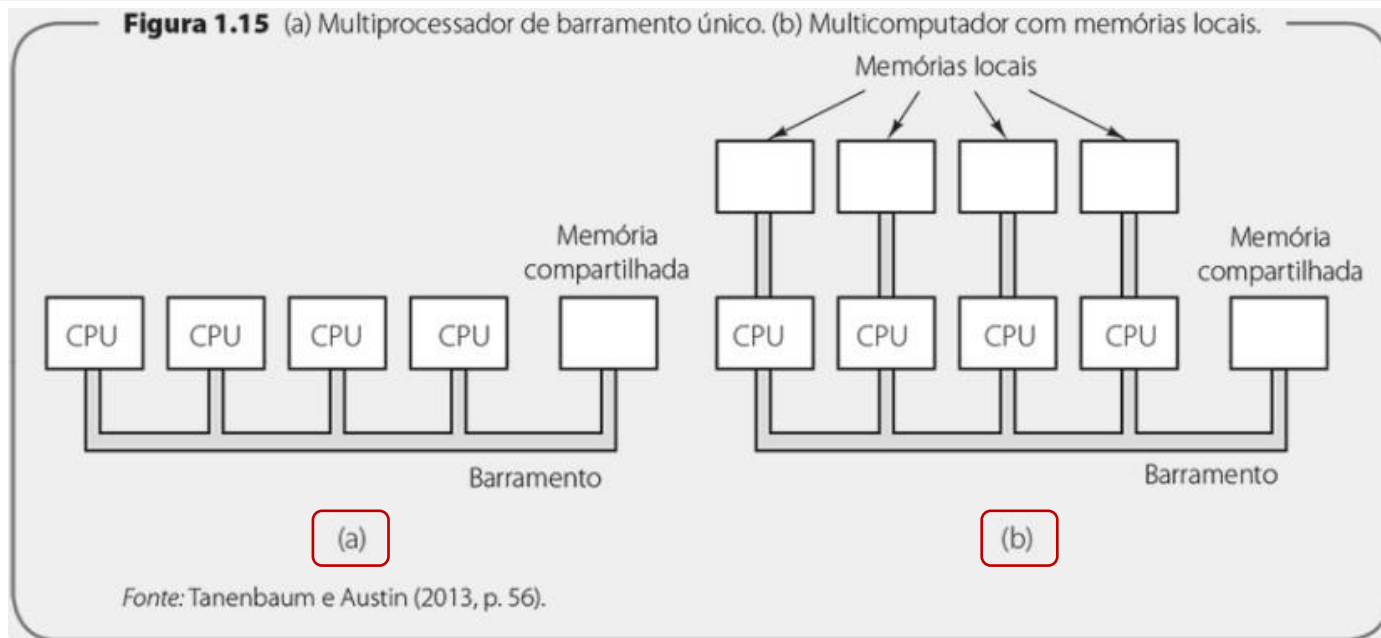 Figura 1.15 (a) Multiprocessador de barramento único. (b) Multicomputador com memórias locais.
CPU
CPU
CPU
CPU
Memória
compartilhada
Barramento
(a)
Memórias locais
CPU
CPU
CPU
CPU
Memória
compartilhada
Barramento
(b)
Fonte: Tanenbaum e Austin (2013, p. 56).